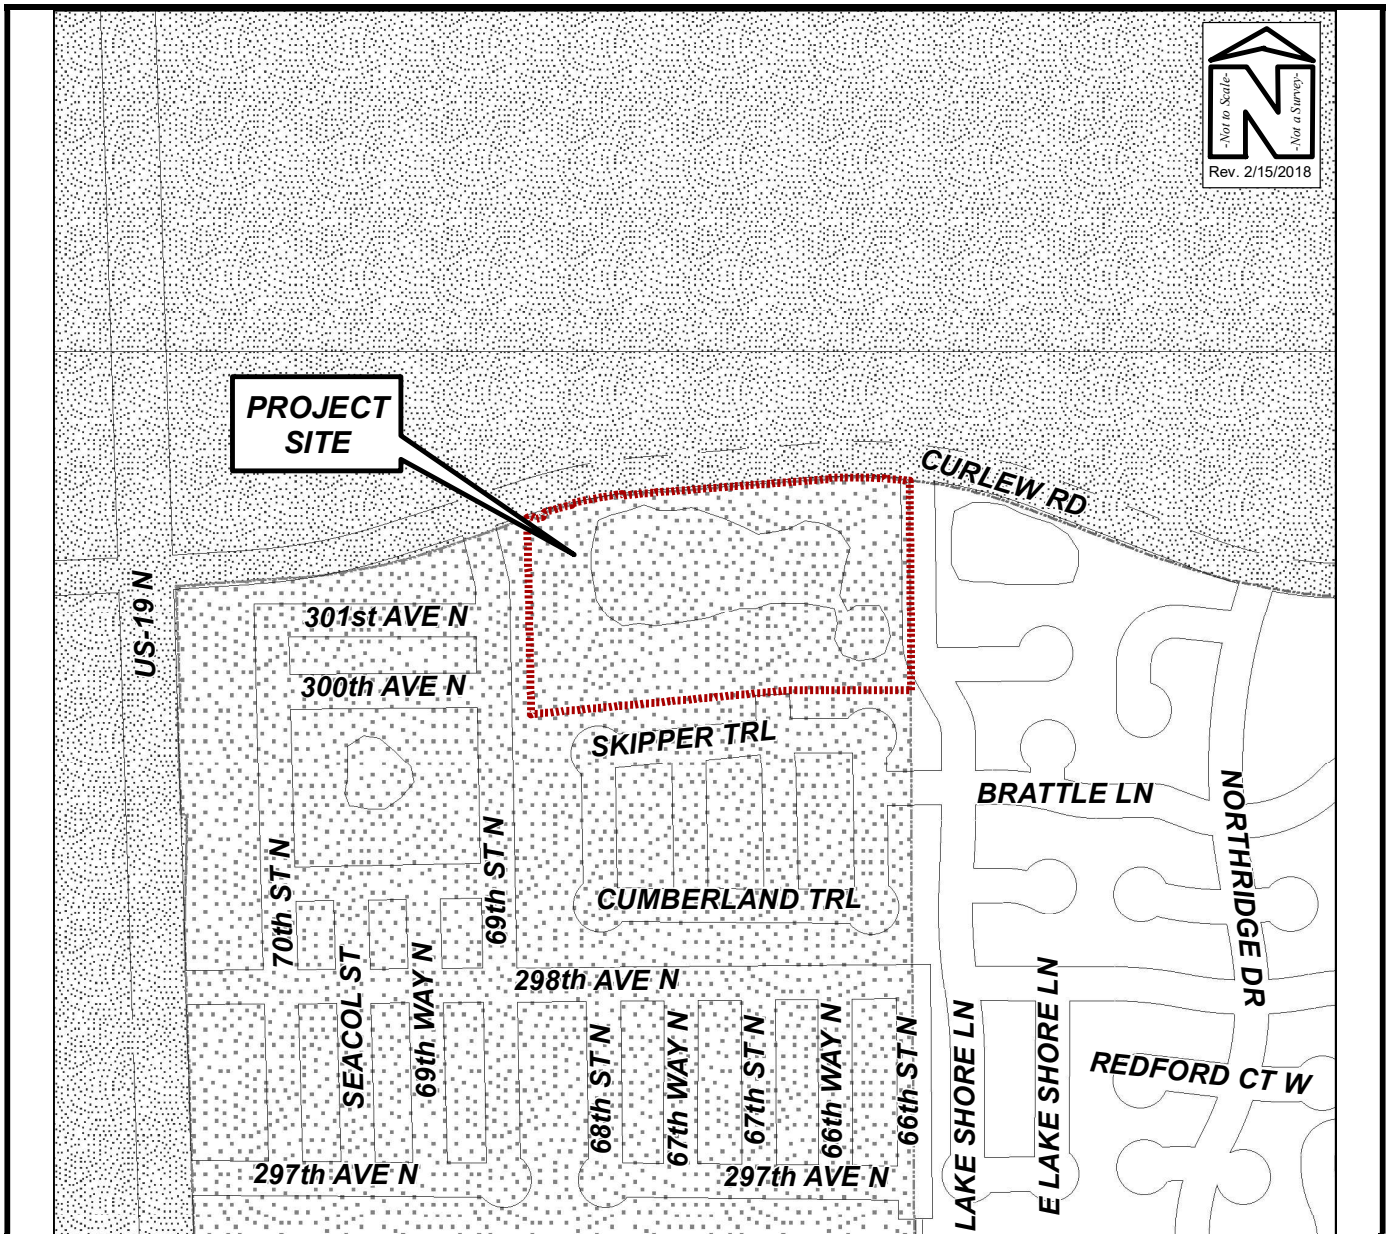 -Not to Scale-
-Not a Survey-
Rev. 2/15/2018
PROJECT
SITE
CURLEW RD
US-19 N
301st AVE N
300th AVE N
SKIPPER TRL
BRATTLE LN
NORTHRIDGE DR
70th ST N
69th ST N
CUMBERLAND TRL
SEACOL ST
69th WAY N
298th AVE N
68th ST N
67th WAY N
67th ST N
66th WAY N
66th ST N
LAKE SHORE LN
E LAKE SHORE LN
REDFORD CT W
297th AVE N
297th AVE N
N